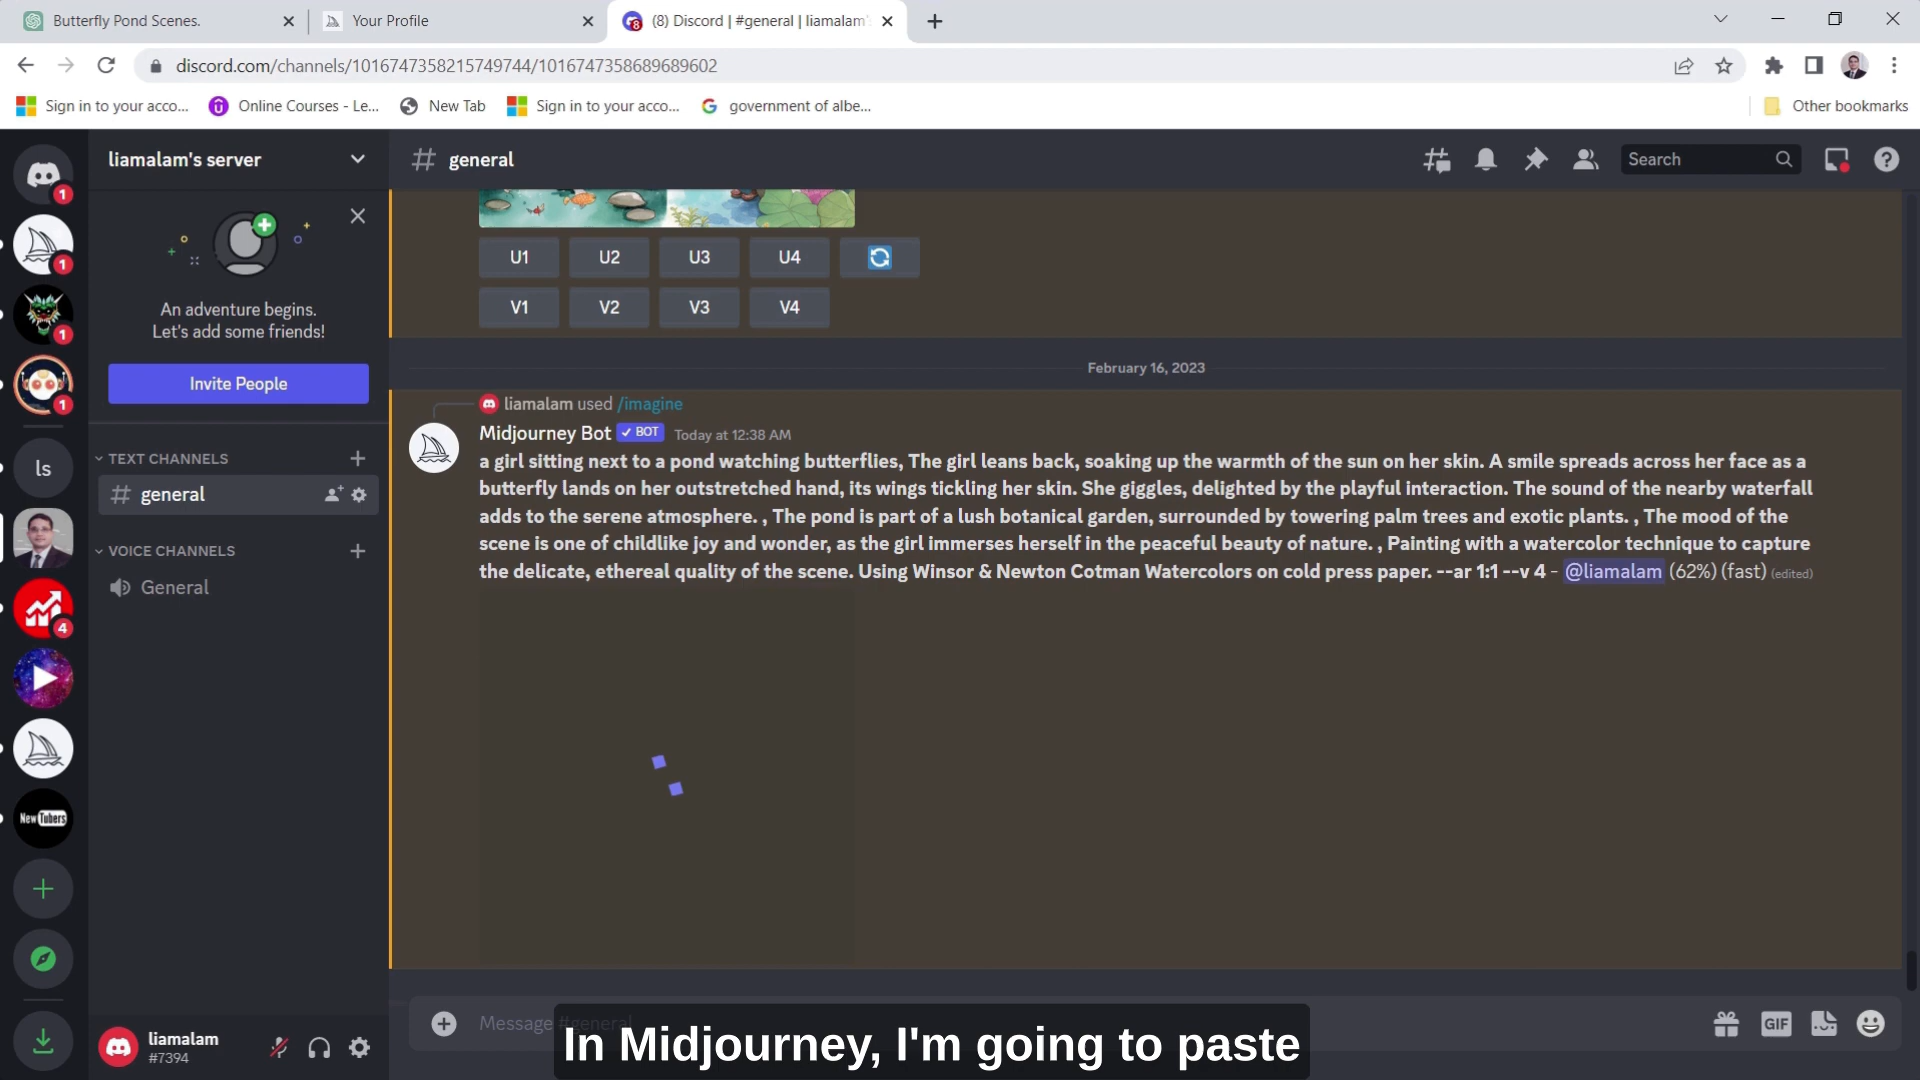 Butterfly Pond Scenes.
Your Profile
(8) Discord | #general | liamalam's
discord.com/channels/1016747358215749744/1016747358689689602
Sign in to your acco...
Online Courses - Le...
New Tab
Sign in to your acco...
government of albe...
Other bookmarks
liamalam's server
general
Search
An adventure begins.
Let's add some friends!
Invite People
TEXT CHANNELS
general
VOICE CHANNELS
General
1
1
1
1
ls
4
New Tubers
U1 U2 U3 U4
V1 V2 V3 V4
February 16, 2023
liamalam used /imagine
Midjourney Bot ✓ BOT Today at 12:38 AM
a girl sitting next to a pond watching butterflies, The girl leans back, soaking up the warmth of the sun on her skin. A smile spreads across her face as a
butterfly lands on her outstretched hand, its wings tickling her skin. She giggles, delighted by the playful interaction. The sound of the nearby waterfall
adds to the serene atmosphere. , The pond is part of a lush botanical garden, surrounded by towering palm trees and exotic plants. , The mood of the
scene is one of childlike joy and wonder, as the girl immerses herself in the peaceful beauty of nature. , Painting with a watercolor technique to capture
the delicate, ethereal quality of the scene. Using Winsor & Newton Cotman Watercolors on cold press paper. --ar 1:1 --v 4 - @liamalam (62%) (fast) (edited)
liamalam
#7394
Message #general
GIF
In Midjourney, I'm going to paste